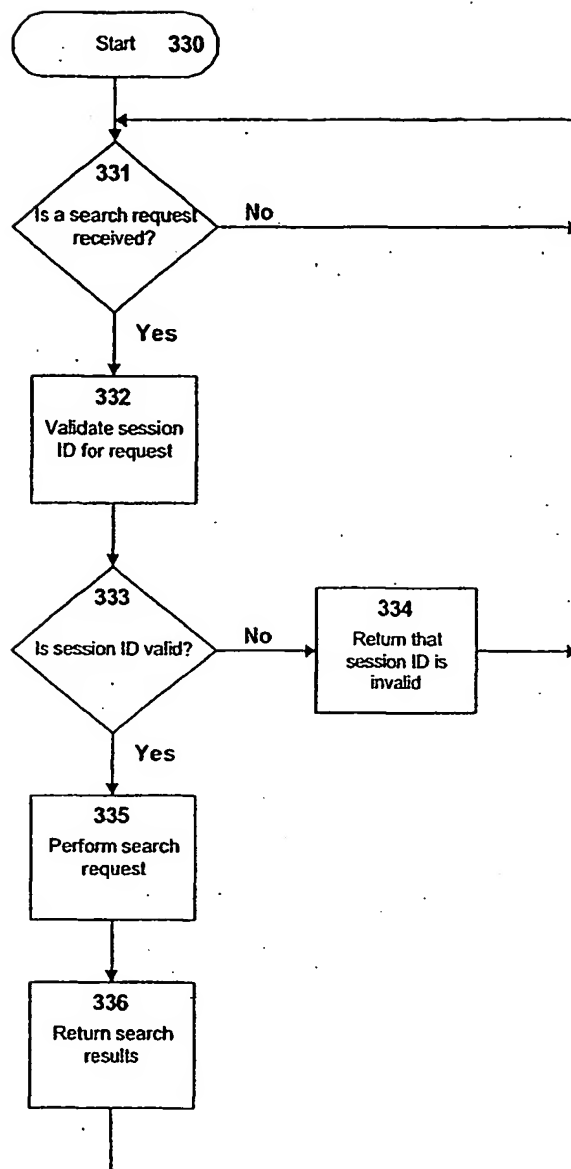 Start 330
331
Is a search request
received?
No
Yes
332
Validate session
ID for request
333
Is session ID valid?
No
334
Return that
session ID is
invalid
Yes
335
Perform search
request
336
Return search
results